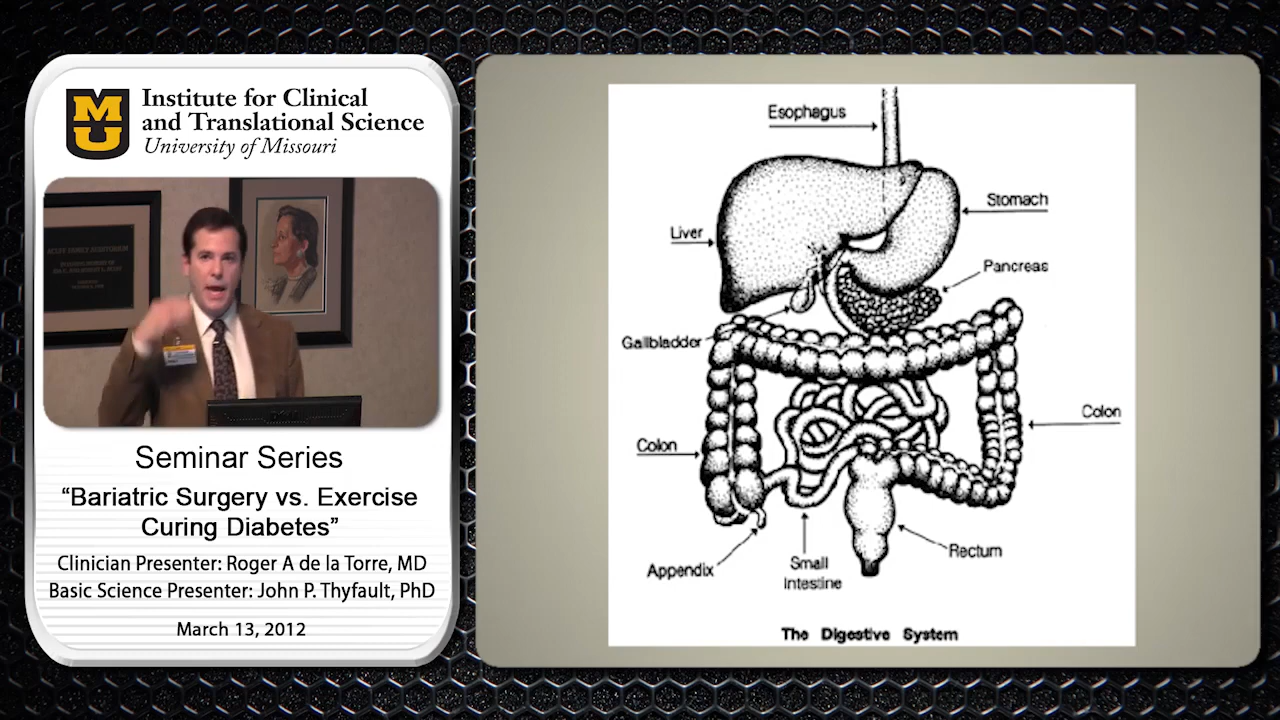 MU
Institute for Clinical
and Translational Science
University of Missouri
Seminar Series
“Bariatric Surgery vs. Exercise
Curing Diabetes”
Clinician Presenter: Roger A de la Torre, MD
Basic Science Presenter: John P. Thyfault, PhD
March 13, 2012
Esophagus
Stomach
Liver
Pancreas
Gallbladder
Colon
Colon
Appendix
Small
Intestine
Rectum
The Digestive System